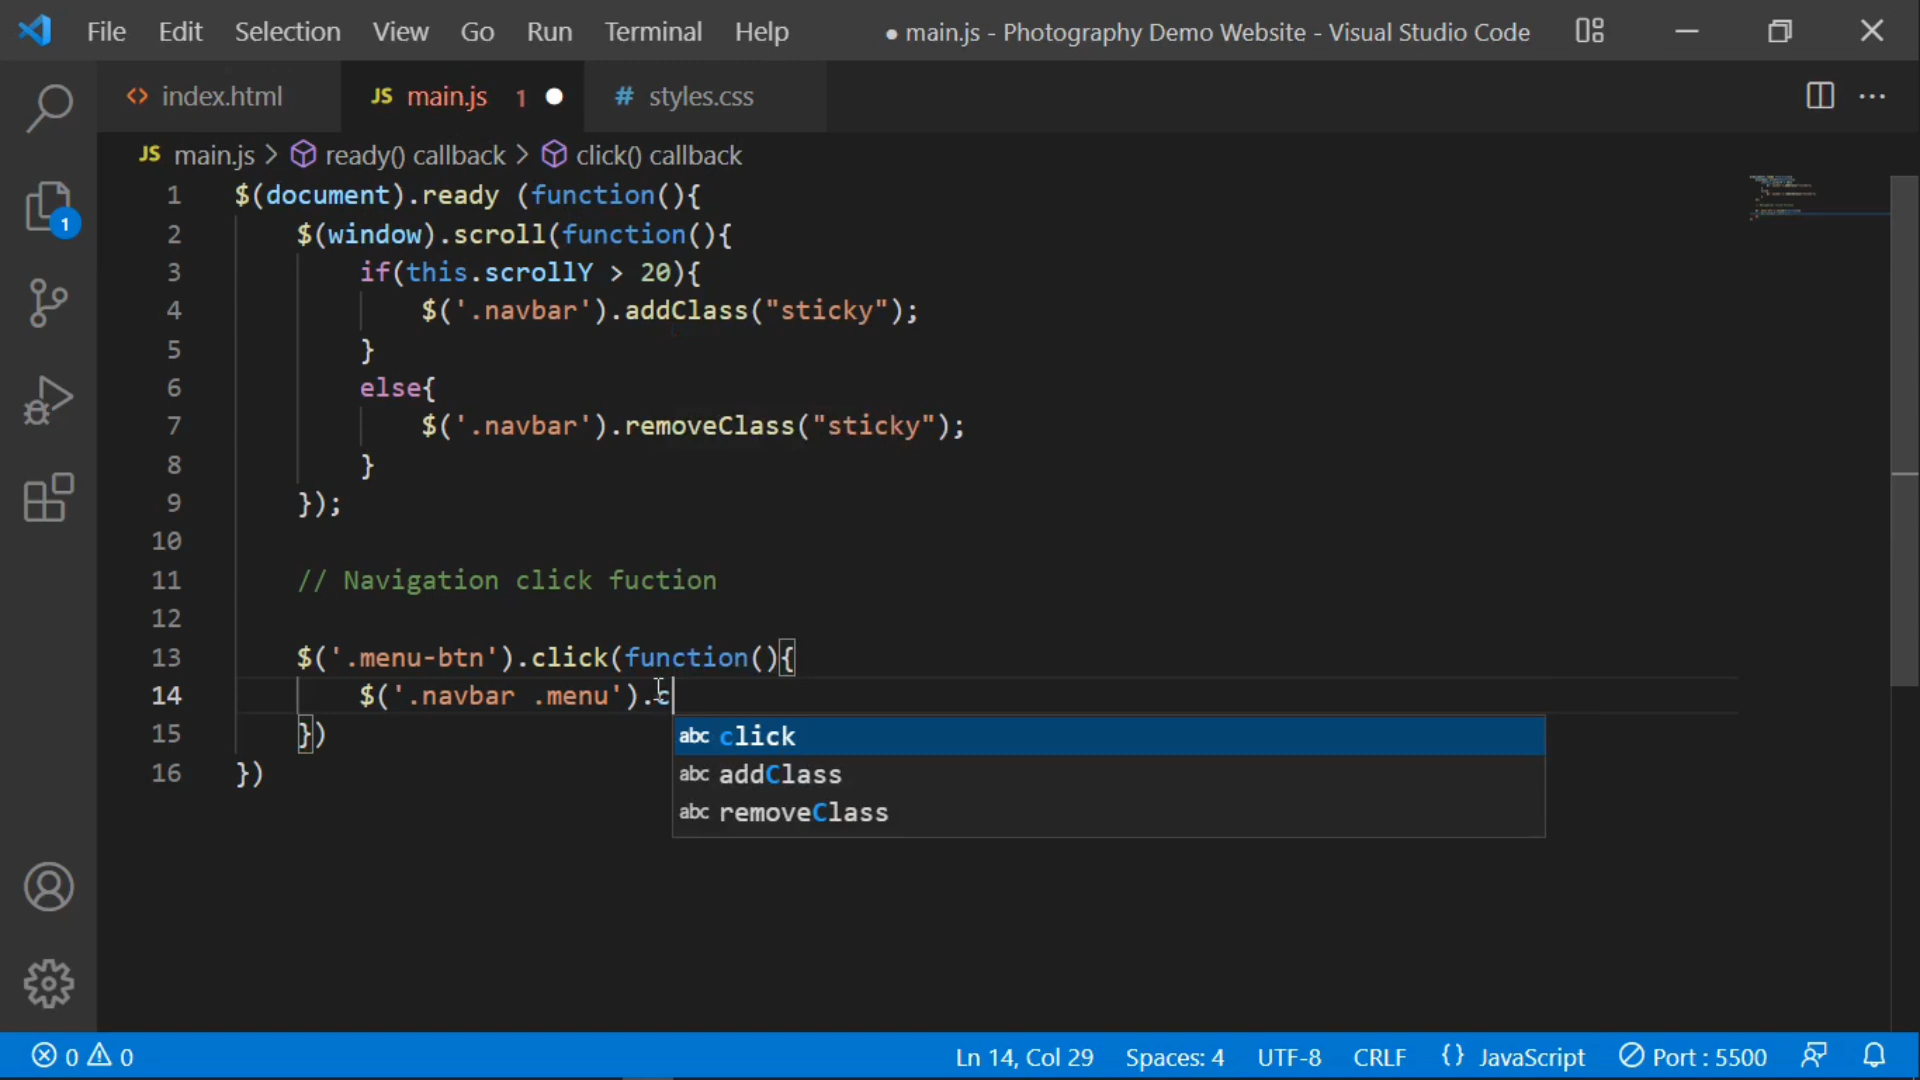 File Edit Selection View Go Run Terminal Help ● main.js - Photography Demo Website - Visual Studio Code
index.html JS main.js 1 ● # styles.css
JS main.js > ready() callback > click() callback
1 $(document).ready (function(){
2 $(window).scroll(function(){
3 if(this.scrollY > 20){
4 $('.navbar').addClass("sticky");
5 }
6 else{
7 $('.navbar').removeClass("sticky");
8 }
9 });
10
11 // Navigation click fuction
12
13 $('.menu-btn').click(function(){
14 $('.navbar .menu').c
15 })
16 })
abc click
abc addClass
abc removeClass
1
0 0 Ln 14, Col 29 Spaces: 4 UTF-8 CRLF {} JavaScript Port : 5500